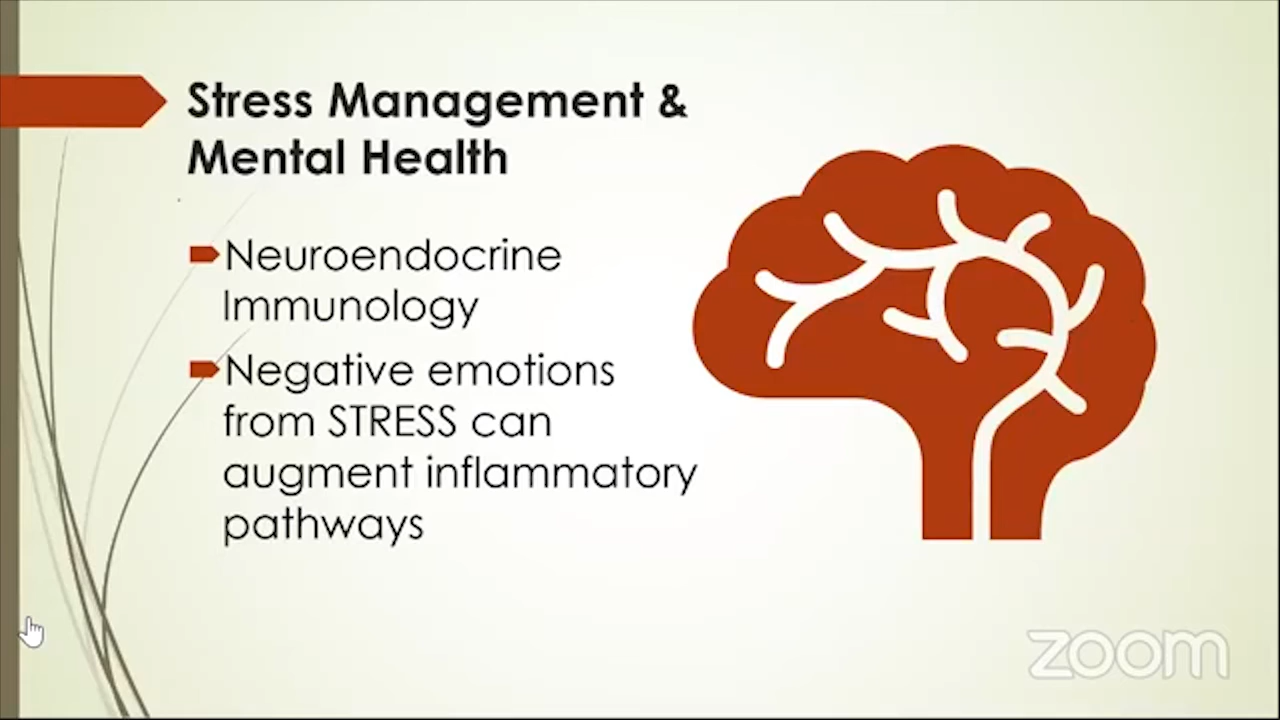 Stress Management &
Mental Health
Neuroendocrine
Immunology
Negative emotions
from STRESS can
augment inflammatory
pathways
zoom